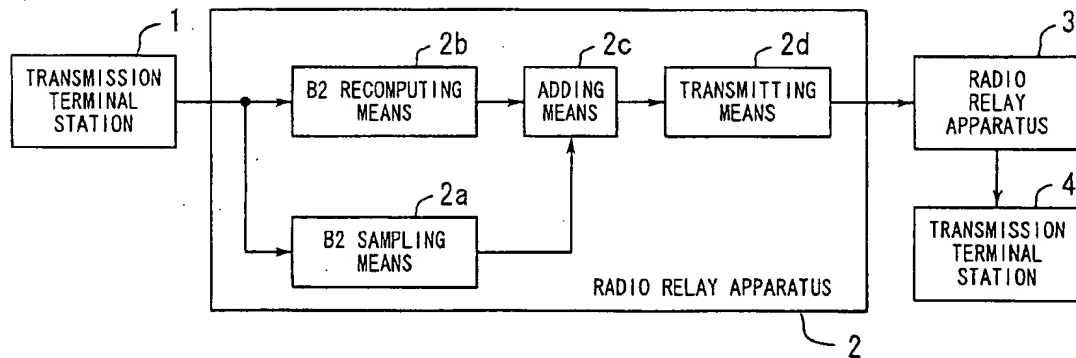 1
TRANSMISSION
TERMINAL
STATION
2b
B2 RECOMPUTING
MEANS
2c
ADDING
MEANS
2d
TRANSMITTING
MEANS
2a
B2 SAMPLING
MEANS
RADIO RELAY APPARATUS
2
3
RADIO
RELAY
APPARATUS
4
TRANSMISSION
TERMINAL
STATION